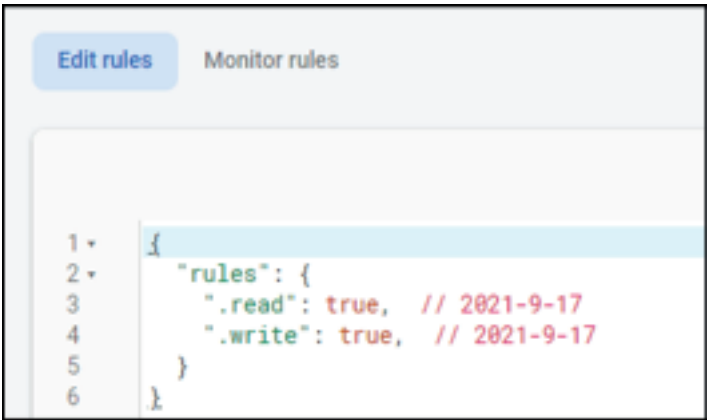 Edit rules Monitor rules
1 {
2 "rules": {
3 ".read": true, // 2021-9-17
4 ".write": true, // 2021-9-17
5 }
6 }